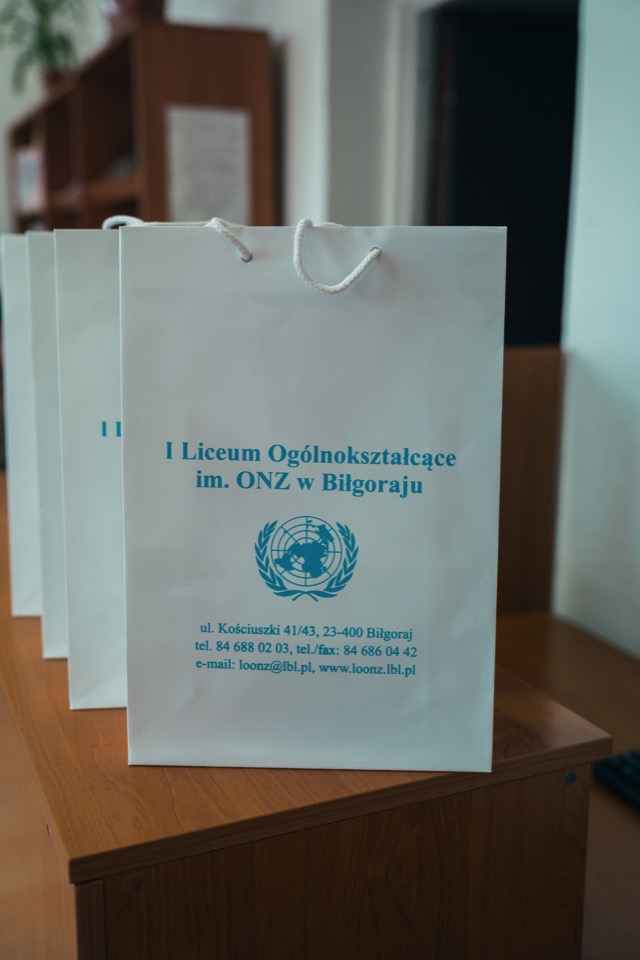 I Liceum Ogólnokształcące
im. ONZ w Biłgoraju
ul. Kościuszki 41/43, 23-400 Biłgoraj
tel. 84 688 02 03, tel./fax: 84 686 04 42
e-mail: loonz@lbl.pl, www.loonz.lbl.pl
I L